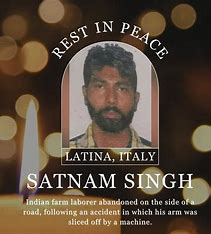 REST IN PEACE
LATINA, ITALY
SATNAM SINGH
Indian farm laborer abandoned on the side of a
road, following an accident in which his arm was
sliced off by a machine.